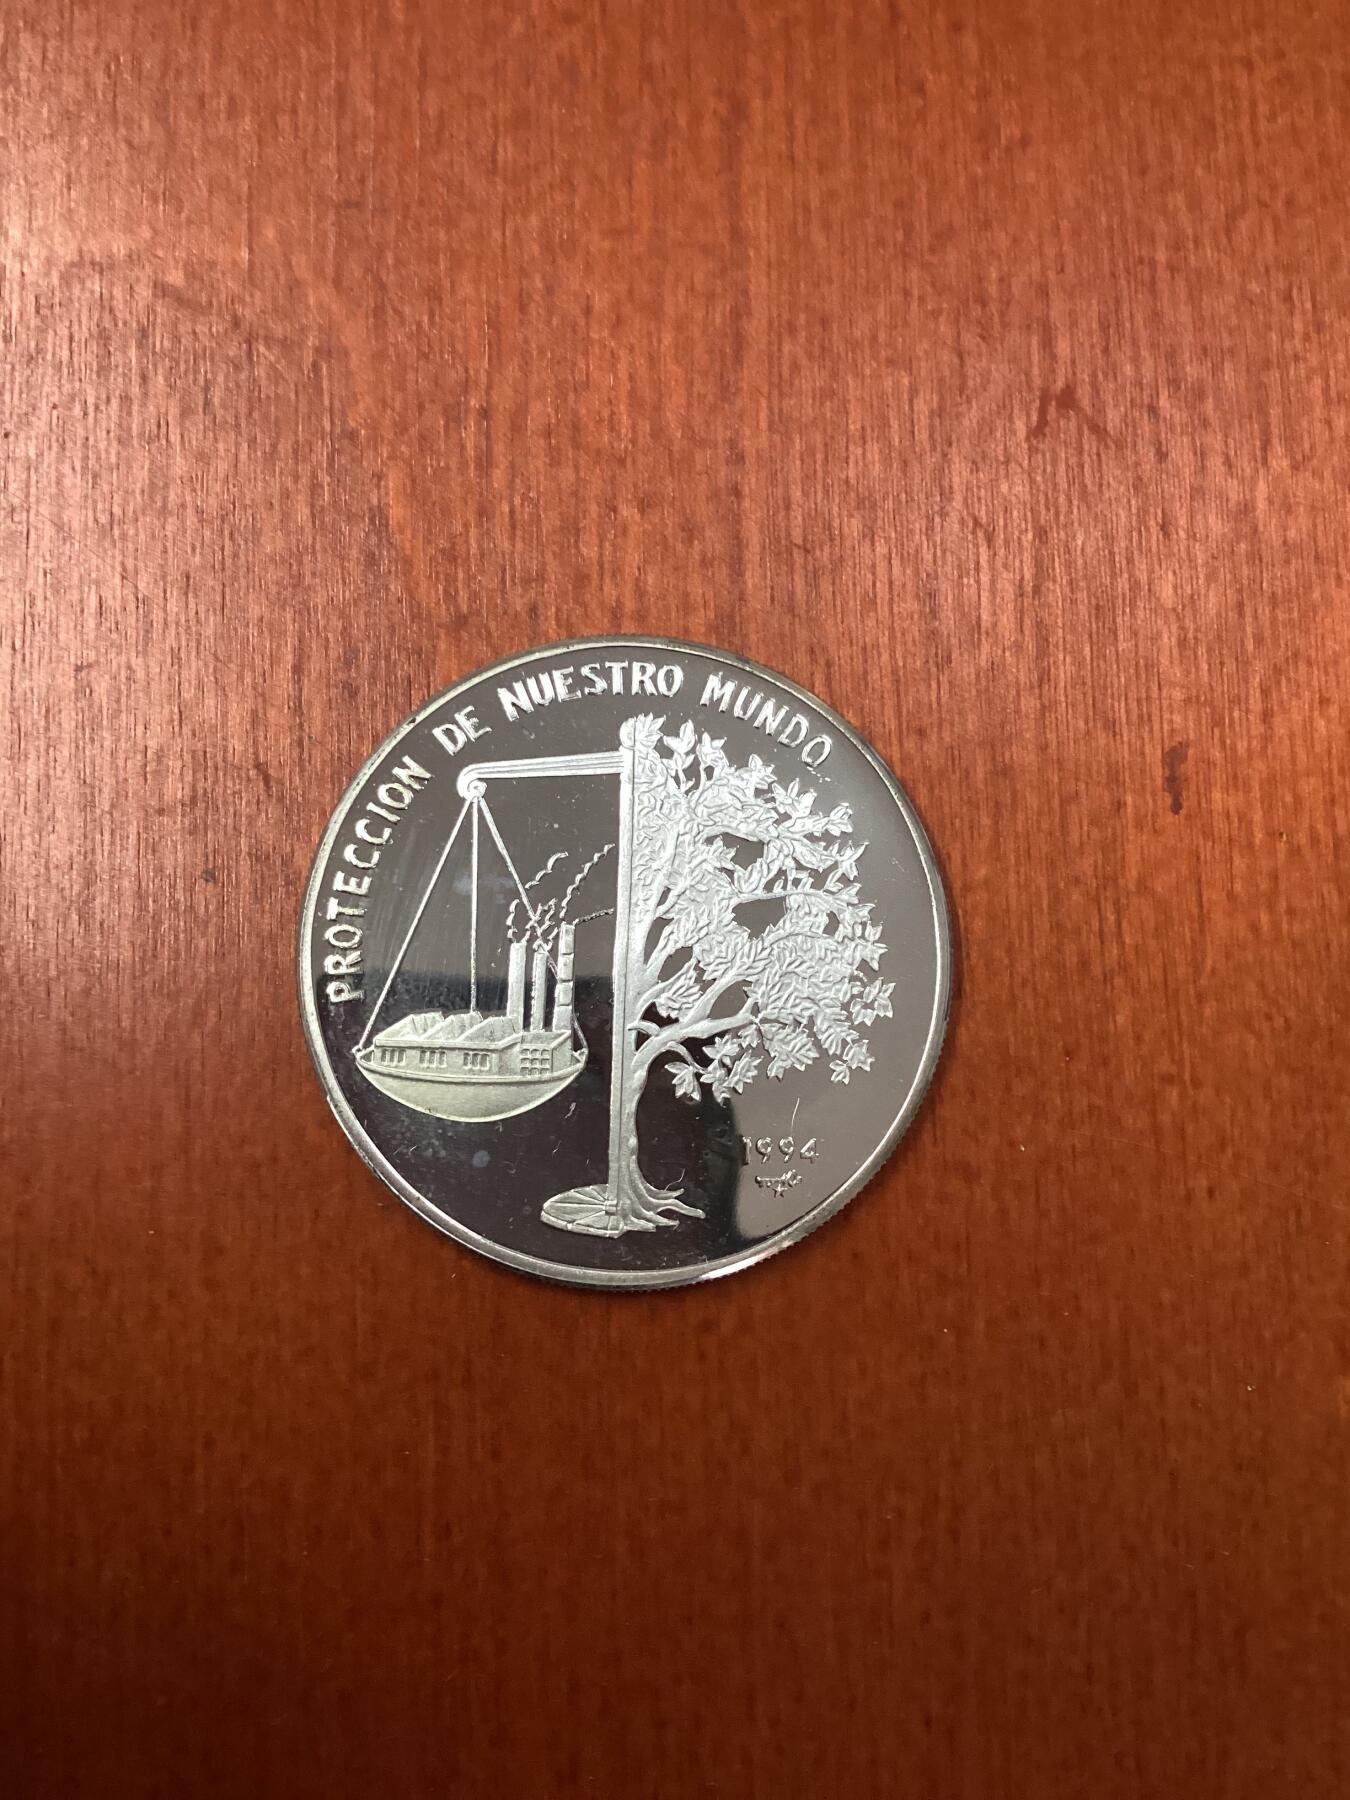 PROTECCION DE NUESTRO MUNDO
1994